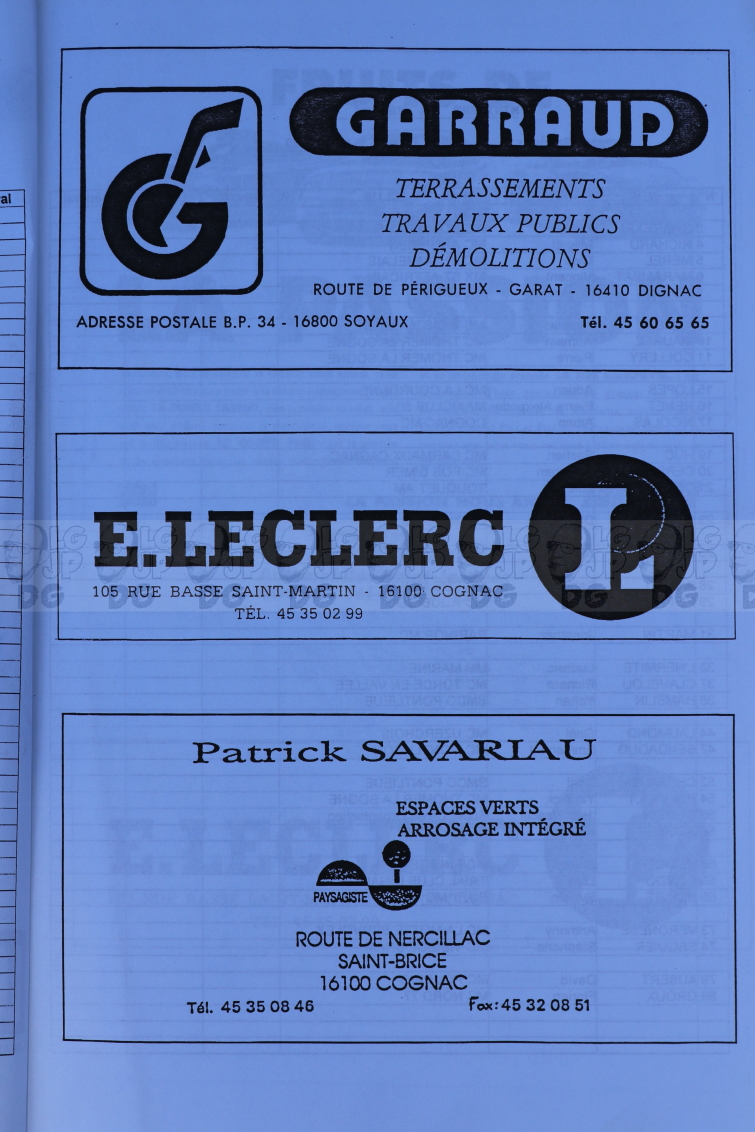 al
GARRAUD
TERRASSEMENTS
TRAVAUX PUBLICS
DÉMOLITIONS
ROUTE DE PÉRIGUEUX - GARAT - 16410 DIGNAC
ADRESSE POSTALE B.P. 34 - 16800 SOYAUX
Tél. 45 60 65 65
E.LECLERC
L
105 RUE BASSE SAINT-MARTIN - 16100 COGNAC
TÉL. 45 35 02 99
Patrick SAVARIAU
ESPACES VERTS
ARROSAGE INTÉGRÉ
PAYSAGISTE
ROUTE DE NERCILLAC
SAINT-BRICE
16100 COGNAC
Tél. 45 35 08 46
Fax: 45 32 08 51